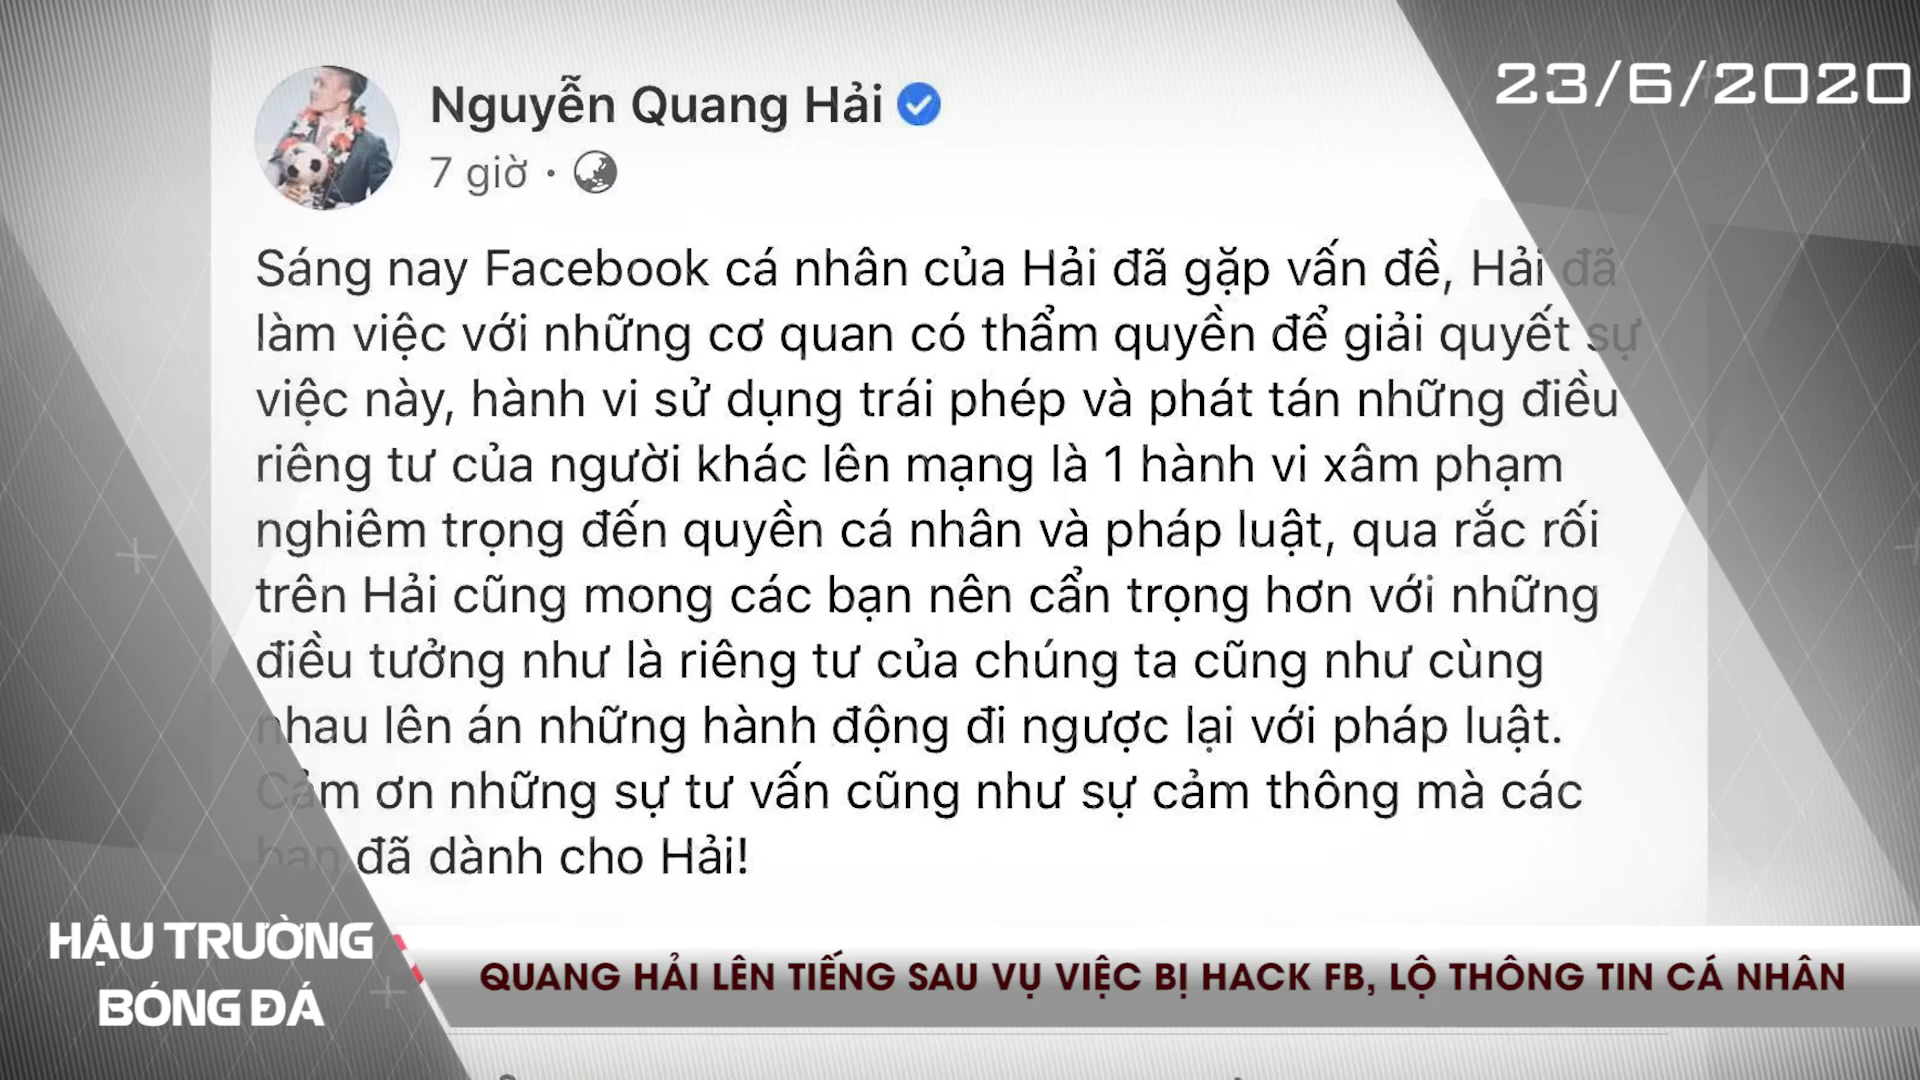 23/6/2020
Nguyễn Quang Hải
7 giờ ·
Sáng nay Facebook cá nhân của Hải đã gặp vấn đề, Hải đã
làm việc với những cơ quan có thẩm quyền để giải quyết sự
việc này, hành vi sử dụng trái phép và phát tán những điều
riêng tư của người khác lên mạng là 1 hành vi xâm phạm
nghiêm trọng đến quyền cá nhân và pháp luật, qua rắc rối
trên Hải cũng mong các bạn nên cẩn trọng hơn với những
điều tưởng như là riêng tư của chúng ta cũng như cùng
nhau lên án những hành động đi ngược lại với pháp luật.
Cảm ơn những sự tư vấn cũng như sự cảm thông mà các
bạn đã dành cho Hải!
HẬU TRƯỜNG
BÓNG ĐÁ
QUANG HẢI LÊN TIẾNG SAU VỤ VIỆC BỊ HACK FB, LỘ THÔNG TIN CÁ NHÂN